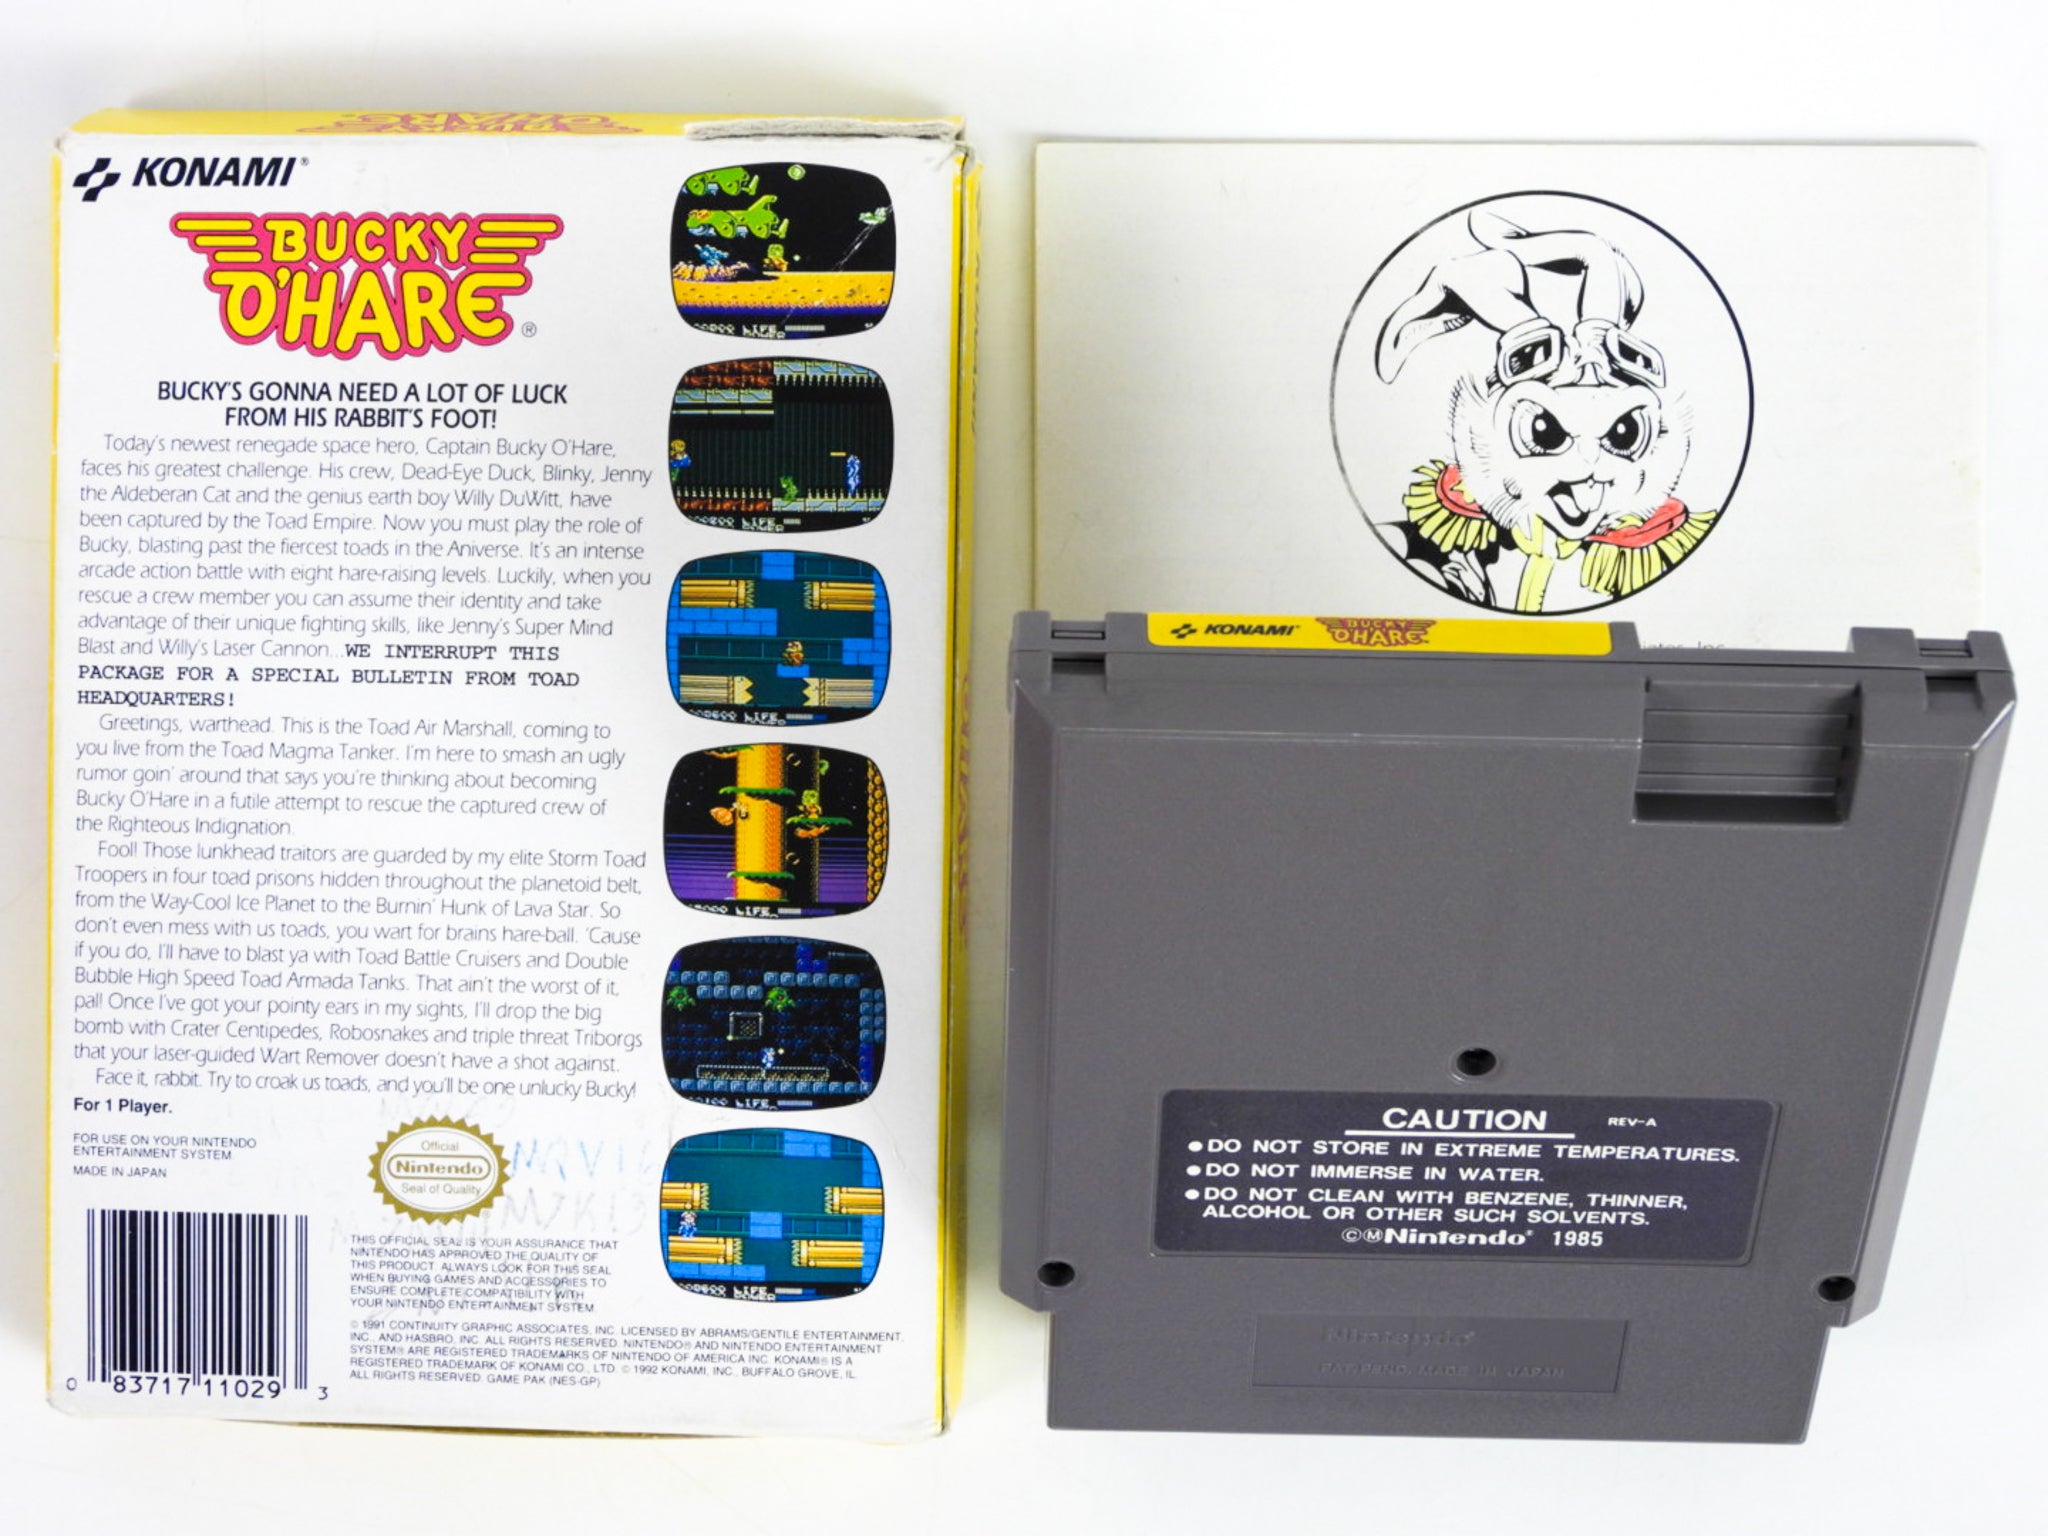 KONAMI®
BUCKY
O'HARE®
BUCKY'S GONNA NEED A LOT OF LUCK
FROM HIS RABBIT'S FOOT!
Today's newest renegade space hero, Captain Bucky O'Hare,
faces his greatest challenge. His crew, Dead-Eye Duck, Blinky, Jenny
the Aldeberan Cat and the genius earth boy Willy DuWitt, have
been captured by the Toad Empire. Now you must play the role of
Bucky, blasting past the fiercest toads in the Aniverse. It's an intense
arcade action battle with eight hare-raising levels. Luckily, when you
rescue a crew member you can assume their identity and take
advantage of their unique fighting skills, like Jenny's Super Mind
Blast and Willy's Laser Cannon...WE INTERRUPT THIS
PACKAGE FOR A SPECIAL BULLETIN FROM TOAD
HEADQUARTERS!
Greetings, warthead. This is the Toad Air Marshall, coming to
you live from the Toad Magma Tanker. I'm here to smash an ugly
rumor goin' around that says you're thinking about becoming
Bucky O'Hare in a futile attempt to rescue the captured crew of
the Righteous Indignation.
Fool! Those lunkhead traitors are guarded by my elite Storm Toad
Troopers in four toad prisons hidden throughout the planetoid belt,
from the Way-Cool Ice Planet to the Burnin' Hunk of Lava Star. So
don't even mess with us toads, you wart for brains hare-ball. 'Cause
if you do, I'll have to blast ya with Toad Battle Cruisers and Double
Bubble High Speed Toad Armada Tanks. That ain't the worst of it,
pal! Once I've got your pointy ears in my sights, I'll drop the big
bomb with Crater Centipedes, Robosnakes and triple threat Triborgs
that your laser-guided Wart Remover doesn't have a shot against.
Face it, rabbit. Try to croak us toads, and you'll be one unlucky Bucky!
For 1 Player.
FOR USE ON YOUR NINTENDO
ENTERTAINMENT SYSTEM
MADE IN JAPAN
Official
Nintendo
Seal of Quality
THIS OFFICIAL SEAL IS YOUR ASSURANCE THAT
NINTENDO HAS APPROVED THE QUALITY OF
THIS PRODUCT. ALWAYS LOOK FOR THIS SEAL
WHEN BUYING GAMES AND ACCESSORIES TO
ENSURE COMPLETE COMPATIBILITY WITH
YOUR NINTENDO ENTERTAINMENT SYSTEM
© 1991 CONTINUITY GRAPHIC ASSOCIATES, INC. LICENSED BY ABRAMS/GENTILE ENTERTAINMENT,
INC., AND HASBRO, INC. ALL RIGHTS RESERVED. NINTENDO® AND NINTENDO ENTERTAINMENT
SYSTEM® ARE REGISTERED TRADEMARKS OF NINTENDO OF AMERICA INC. KONAMI® IS A
REGISTERED TRADEMARK OF KONAMI CO., LTD. © 1992 KONAMI, INC., BUFFALO GROVE, IL.
ALL RIGHTS RESERVED. GAME PAK (NES-GP)
0 83717 11029 3
KONAMI® BUCKY
O'HARE
CAUTION REV-A
●DO NOT STORE IN EXTREME TEMPERATURES.
●DO NOT IMMERSE IN WATER.
●DO NOT CLEAN WITH BENZENE, THINNER,
ALCOHOL OR OTHER SUCH SOLVENTS.
©ⓂNintendo® 1985
Nintendo®
PAT. PEND. MADE IN JAPAN